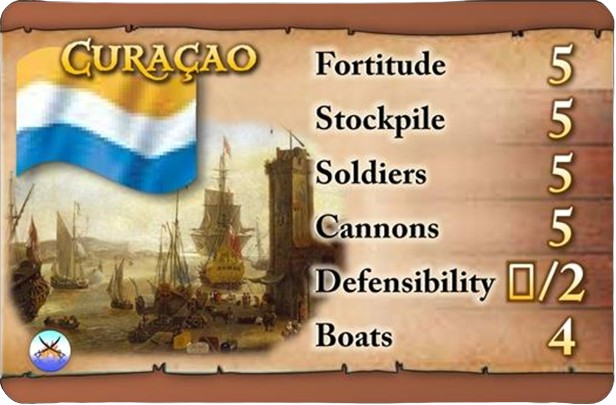 Curaçao
Fortitude 5
Stockpile 5
Soldiers 5
Cannons 5
Defensibility ▯/2
Boats 4